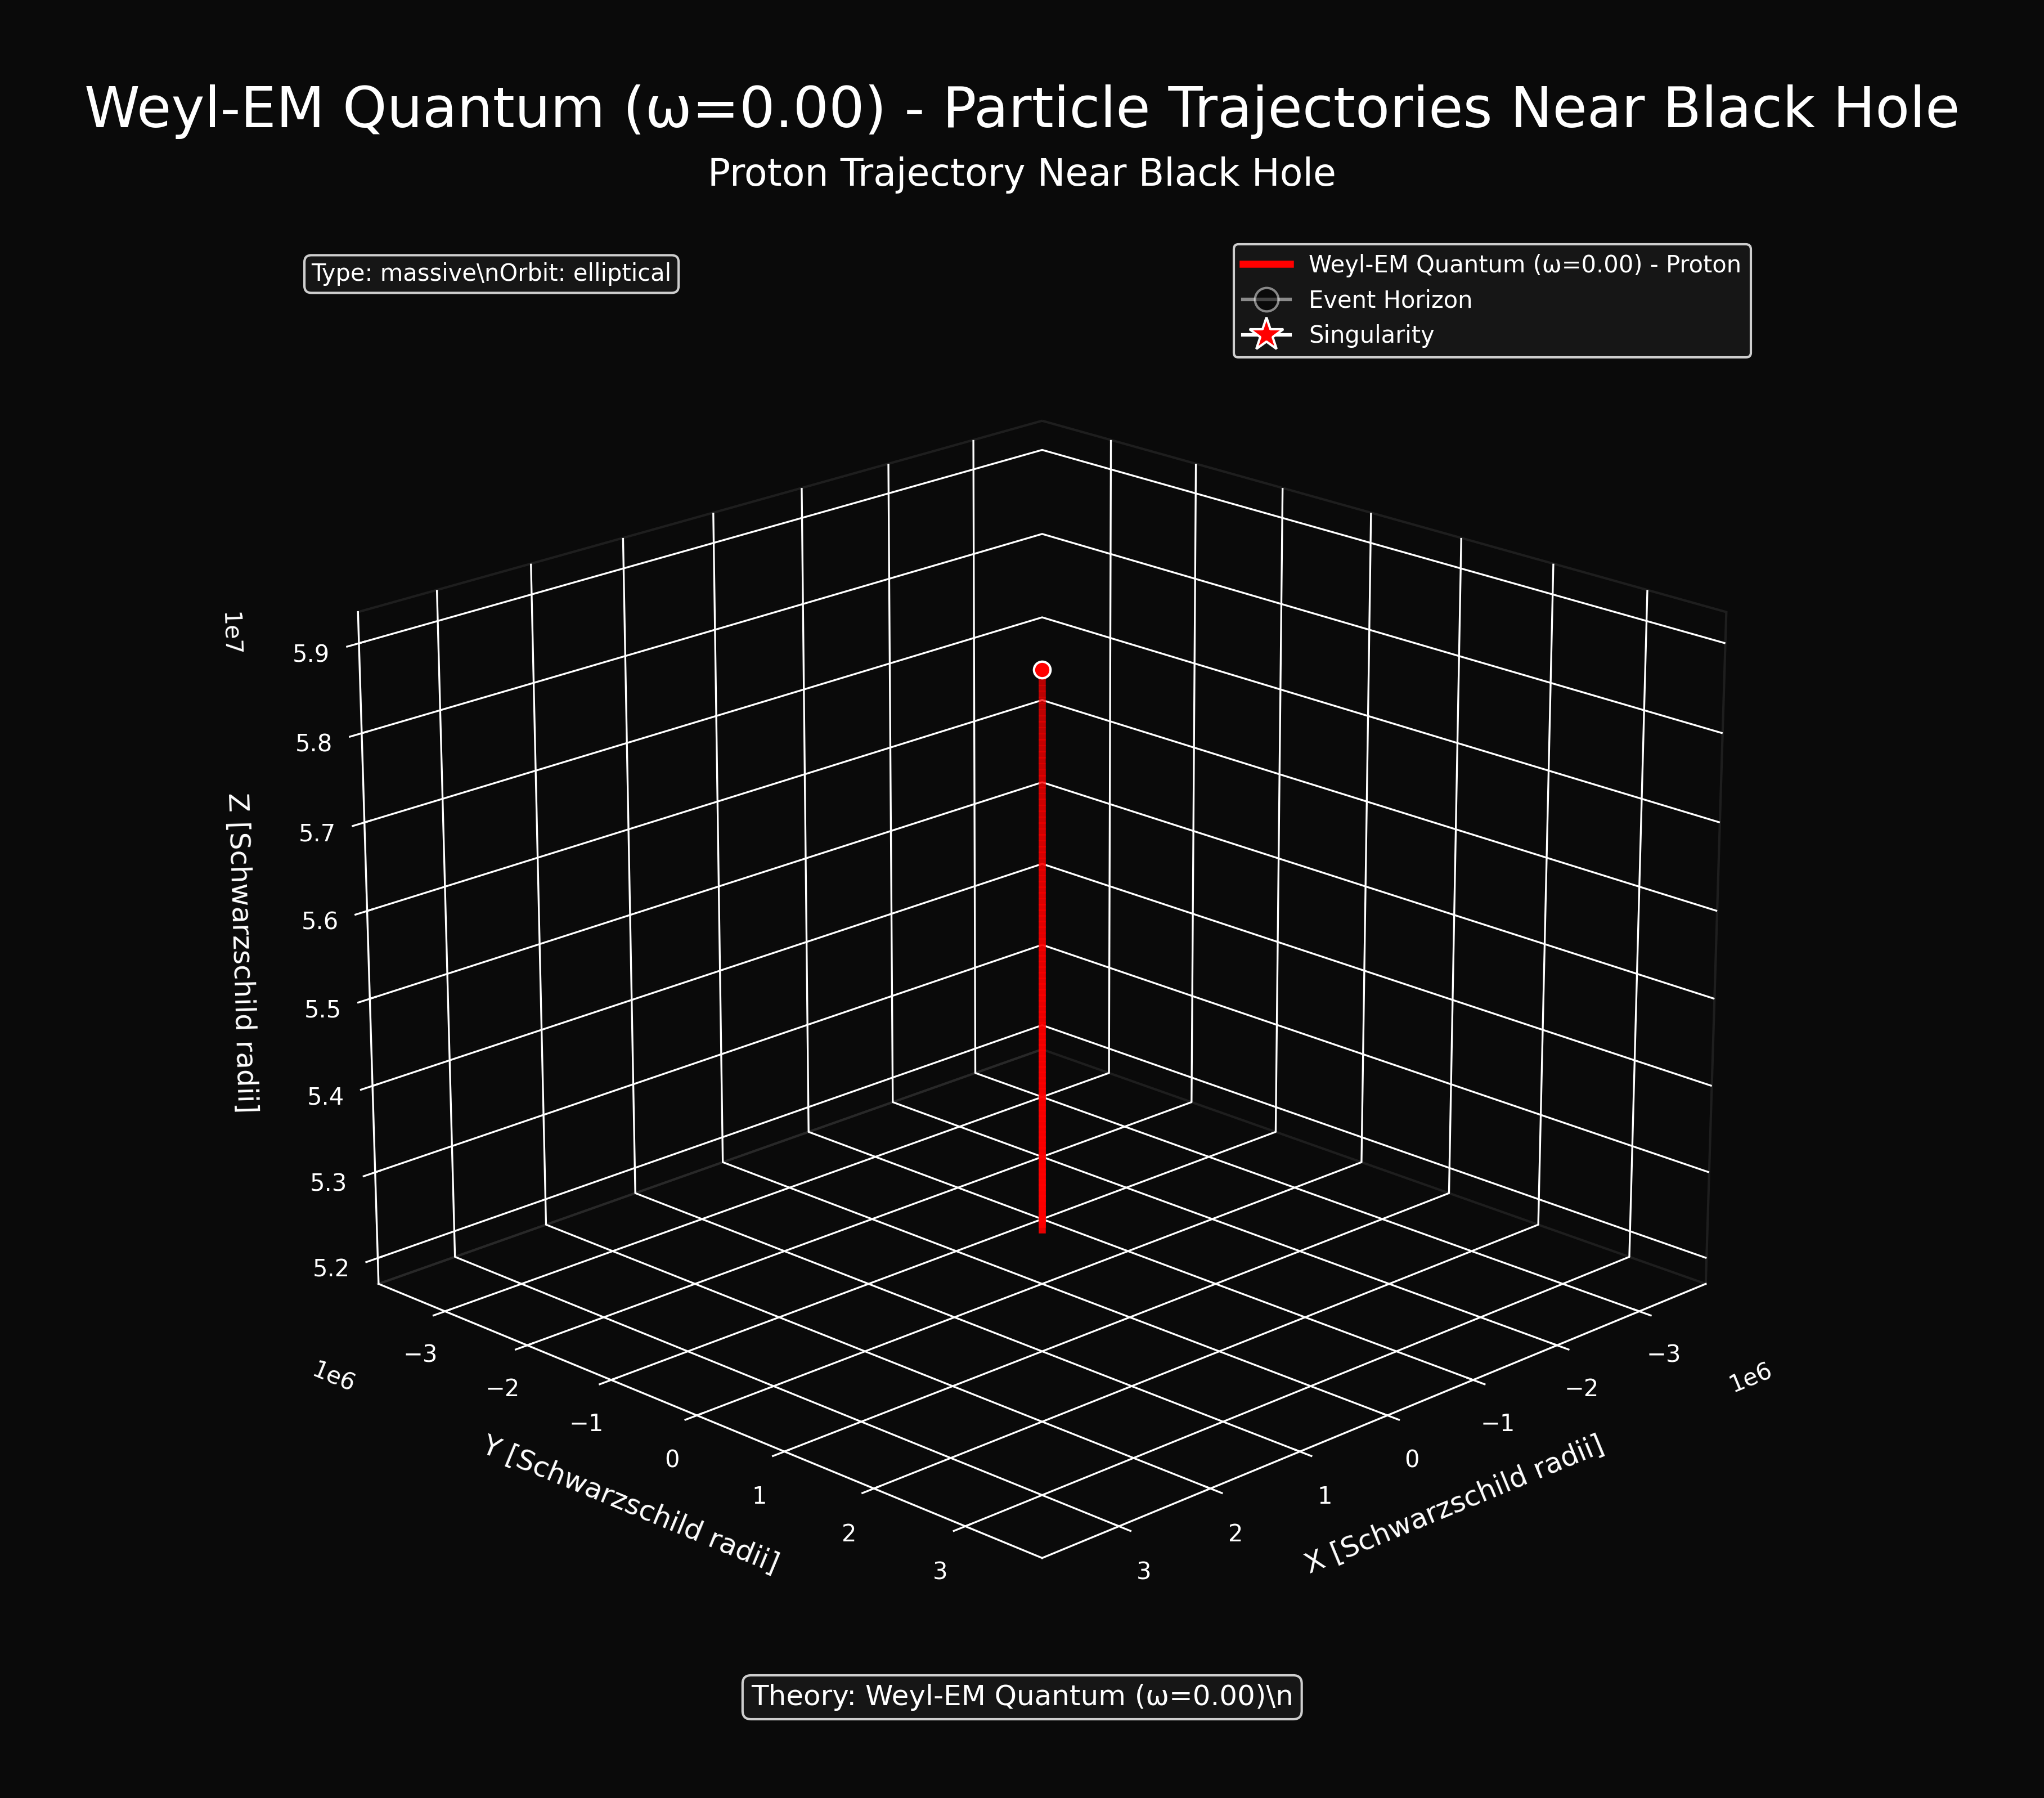 Weyl-EM Quantum (ω=0.00) - Particle Trajectories Near Black Hole
Proton Trajectory Near Black Hole
Type: massive\nOrbit: elliptical
Weyl-EM Quantum (ω=0.00) - Proton
Event Horizon
Singularity
1e7
5.9
5.8
5.7
5.6
5.5
5.4
5.3
5.2
Z [Schwarzschild radii]
1e6
−3
−2
−1
0
1
2
3
Y [Schwarzschild radii]
3
2
1
0
−1
−2
−3
1e6
X [Schwarzschild radii]
Theory: Weyl-EM Quantum (ω=0.00)\n